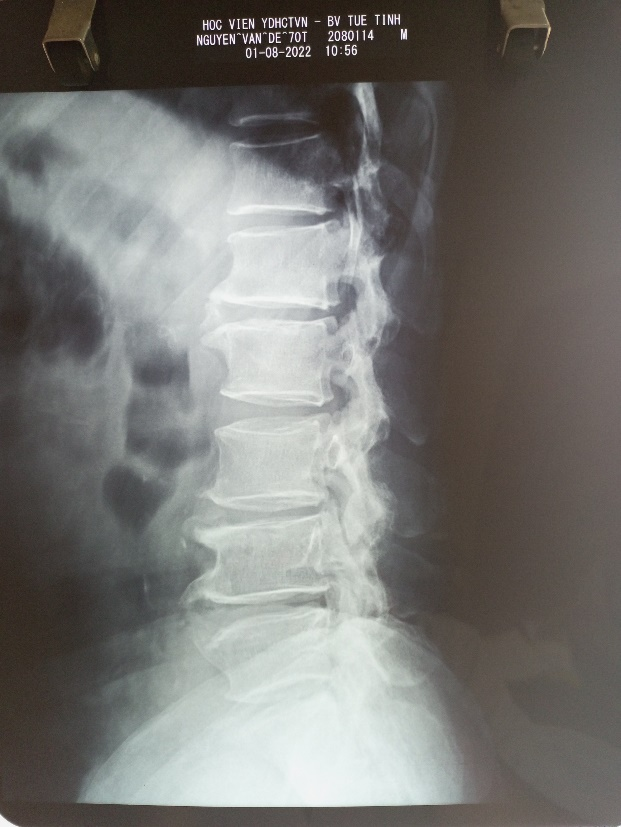 HOC VIEN YDHCTVN - BV TUE TINH
NGUYEN^VAN^DE^70T 2080114 M
01-08-2022 10:56